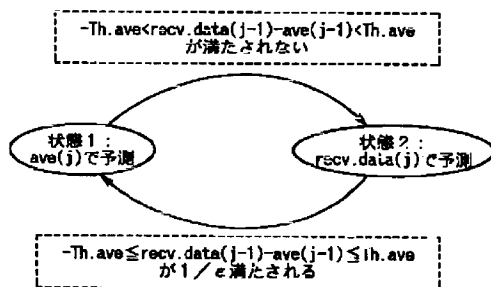 -Th.ave<recv.data(j-1)-ave(j-1)<Th.ave
が満たされない
状態1:
ave(j)で予測
状態2:
recv.data(j)で予測
-Th.ave≦recv.data(j-1)-ave(j-1)≦Th.ave
が1/e満たされる